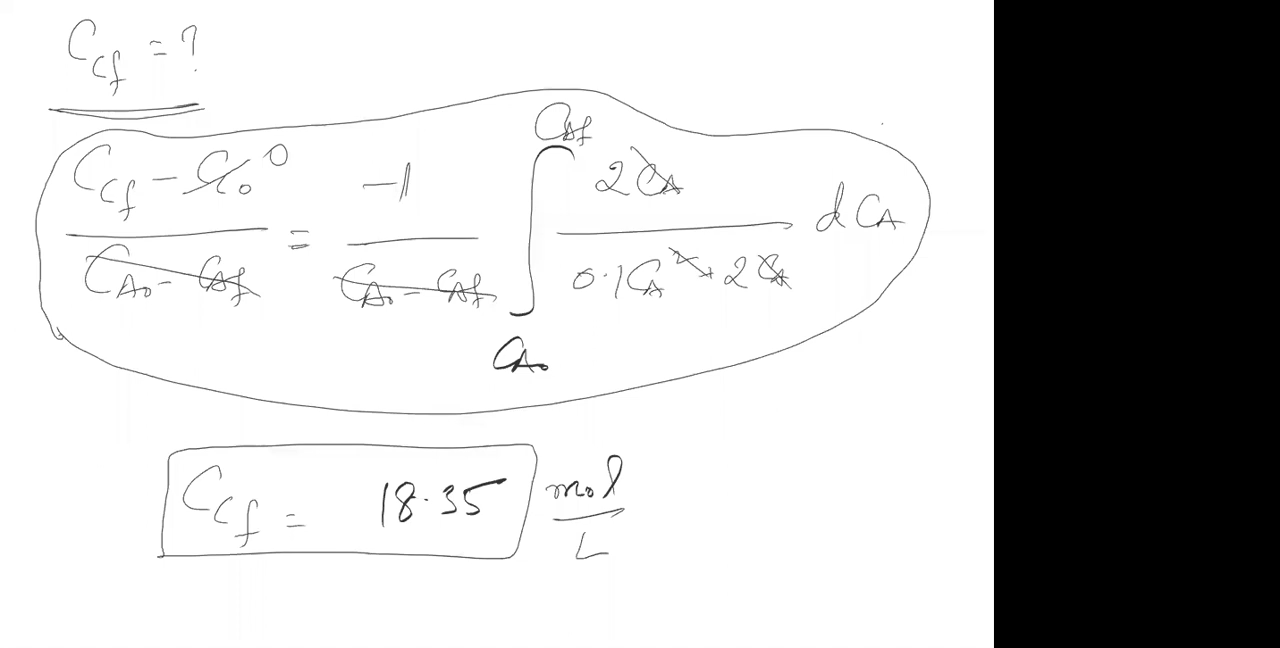 C_Cf = ?
(C_Cf - C_C0^0) / (C_A0 - C_Af) = -1 / (C_A0 - C_Af) ∫_{C_A0}^{C_Af} 2C_A / (0.1C_A^2 + 2C_A) dC_A
C_Cf = 18.35 mol/L